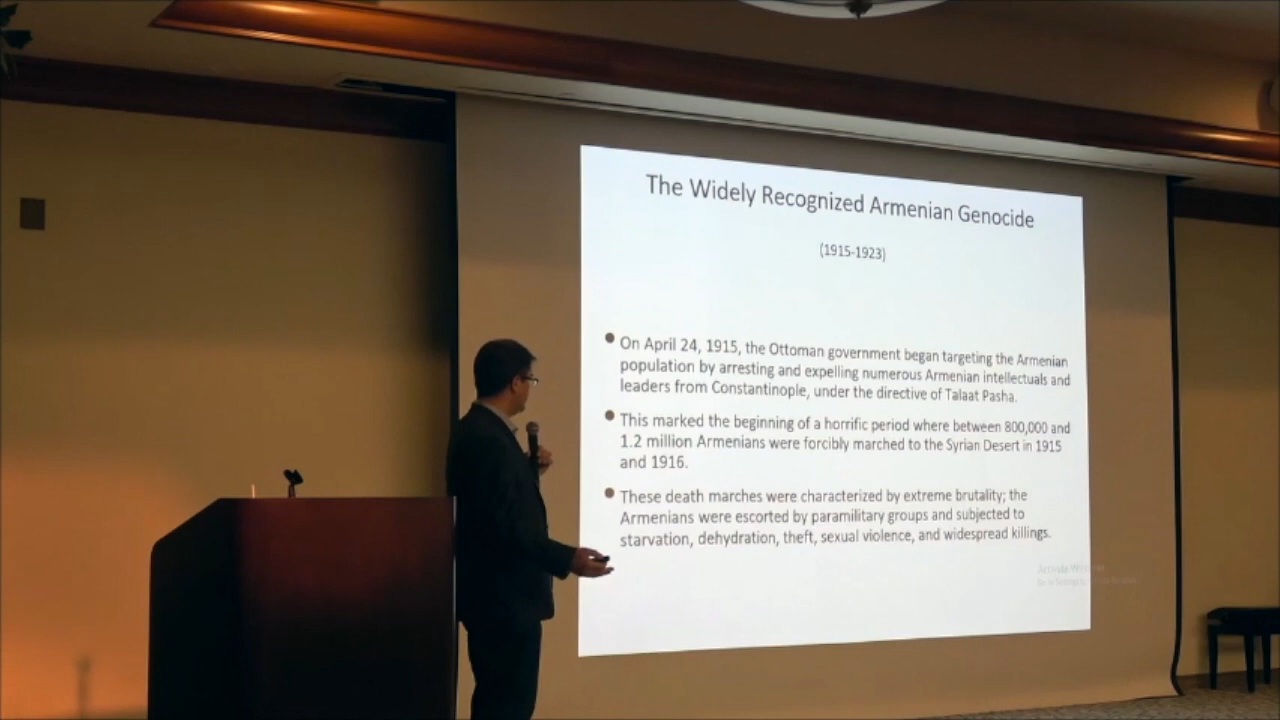 The Widely Recognized Armenian Genocide
(1915-1923)
On April 24, 1915, the Ottoman government began targeting the Armenian
population by arresting and expelling numerous Armenian intellectuals and
leaders from Constantinople, under the directive of Talaat Pasha.
This marked the beginning of a horrific period where between 800,000 and
1.2 million Armenians were forcibly marched to the Syrian Desert in 1915
and 1916.
These death marches were characterized by extreme brutality; the
Armenians were escorted by paramilitary groups and subjected to
starvation, dehydration, theft, sexual violence, and widespread killings.
Activate